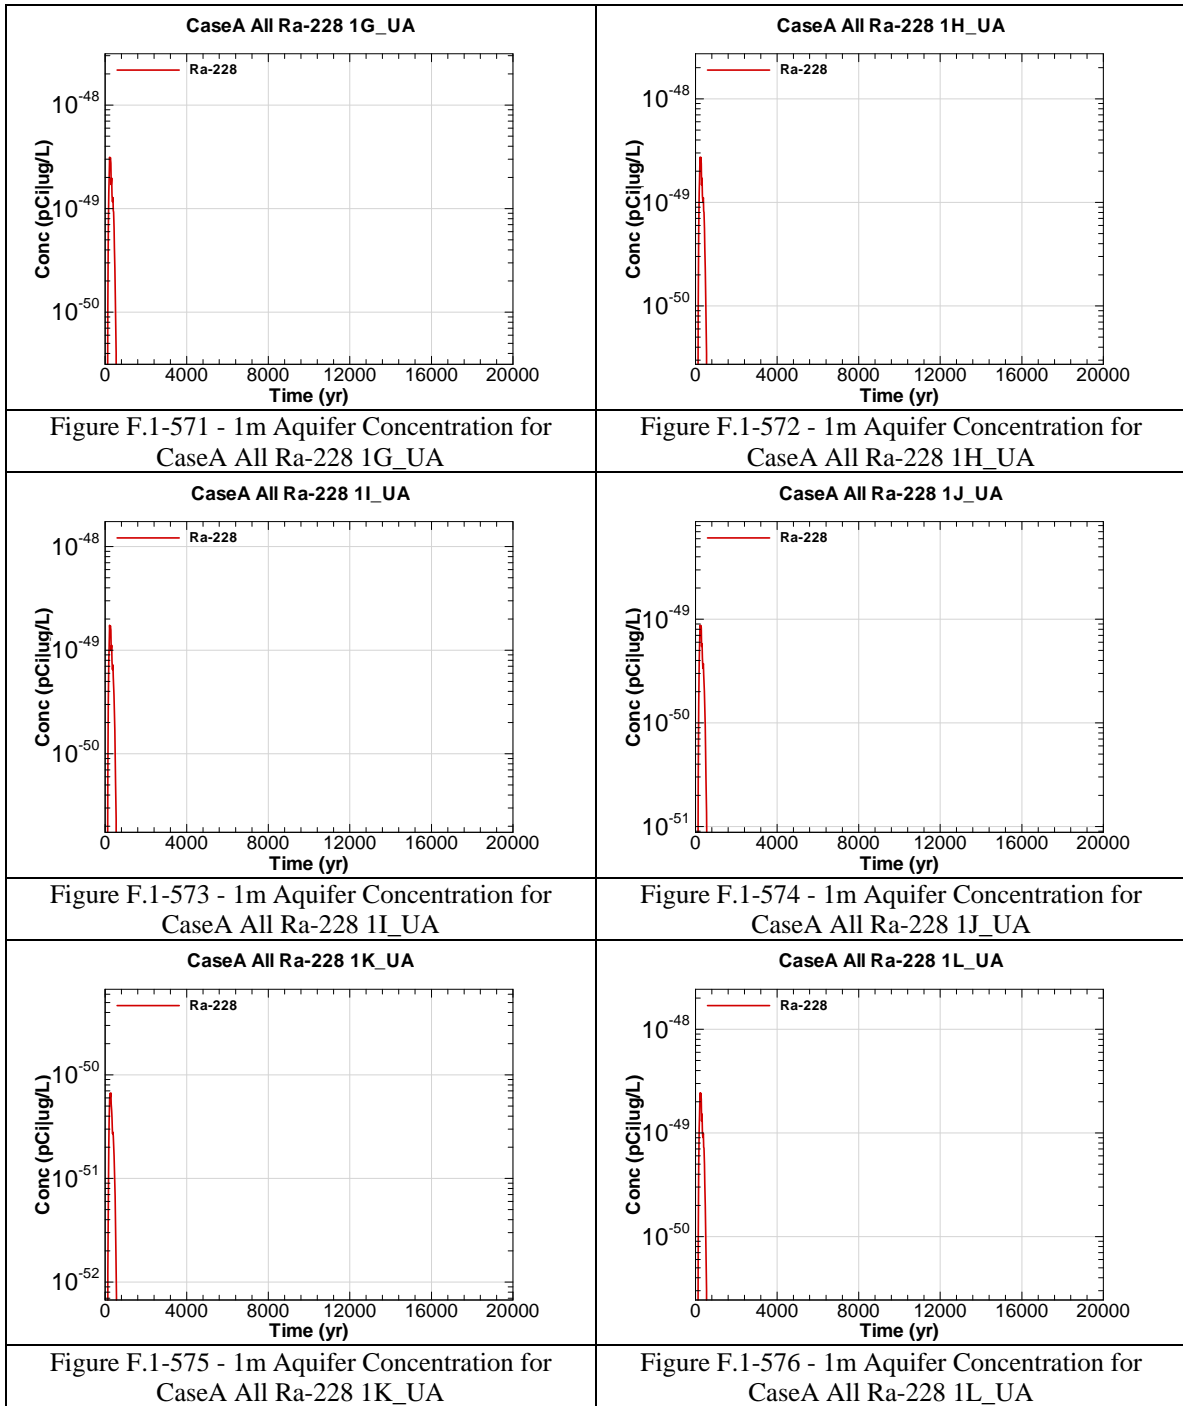 CaseA All Ra-228 1G_UA
Ra-228
10-48
10-49
10-50
Conc (pCi|ug/L)
0 4000 8000 12000 16000 20000
Time (yr)
Figure F.1-571 - 1m Aquifer Concentration for
CaseA All Ra-228 1G_UA
CaseA All Ra-228 1H_UA
Ra-228
10-48
10-49
10-50
Conc (pCi|ug/L)
0 4000 8000 12000 16000 20000
Time (yr)
Figure F.1-572 - 1m Aquifer Concentration for
CaseA All Ra-228 1H_UA
CaseA All Ra-228 1I_UA
Ra-228
10-48
10-49
10-50
Conc (pCi|ug/L)
0 4000 8000 12000 16000 20000
Time (yr)
Figure F.1-573 - 1m Aquifer Concentration for
CaseA All Ra-228 1I_UA
CaseA All Ra-228 1J_UA
Ra-228
10-49
10-50
10-51
Conc (pCi|ug/L)
0 4000 8000 12000 16000 20000
Time (yr)
Figure F.1-574 - 1m Aquifer Concentration for
CaseA All Ra-228 1J_UA
CaseA All Ra-228 1K_UA
Ra-228
10-50
10-51
10-52
Conc (pCi|ug/L)
0 4000 8000 12000 16000 20000
Time (yr)
Figure F.1-575 - 1m Aquifer Concentration for
CaseA All Ra-228 1K_UA
CaseA All Ra-228 1L_UA
Ra-228
10-48
10-49
10-50
Conc (pCi|ug/L)
0 4000 8000 12000 16000 20000
Time (yr)
Figure F.1-576 - 1m Aquifer Concentration for
CaseA All Ra-228 1L_UA